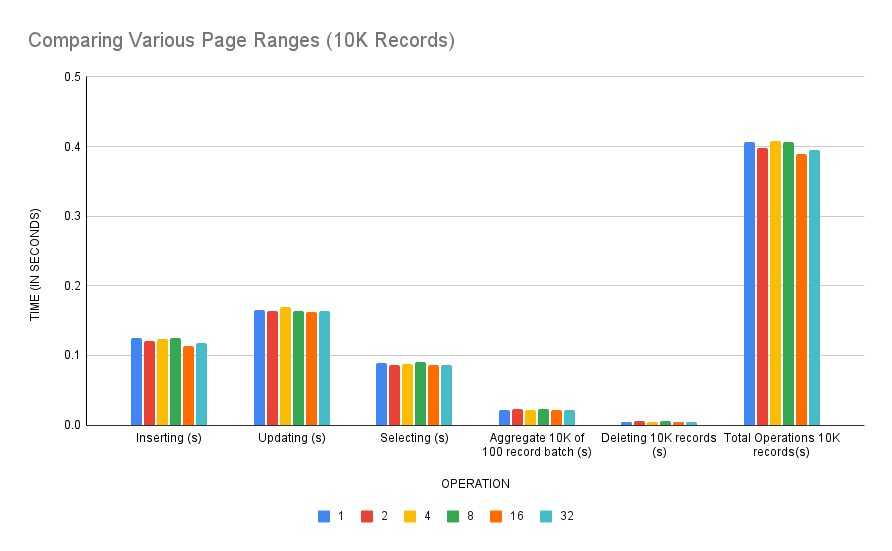 Comparing Various Page Ranges (10K Records)
0.5
0.4
0.3
0.2
0.1
0.0
TIME (IN SECONDS)
Inserting (s)
Updating (s)
Selecting (s)
Aggregate 10K of
100 record batch (s)
Deleting 10K records
(s)
Total Operations 10K
records(s)
OPERATION
1 2 4 8 16 32